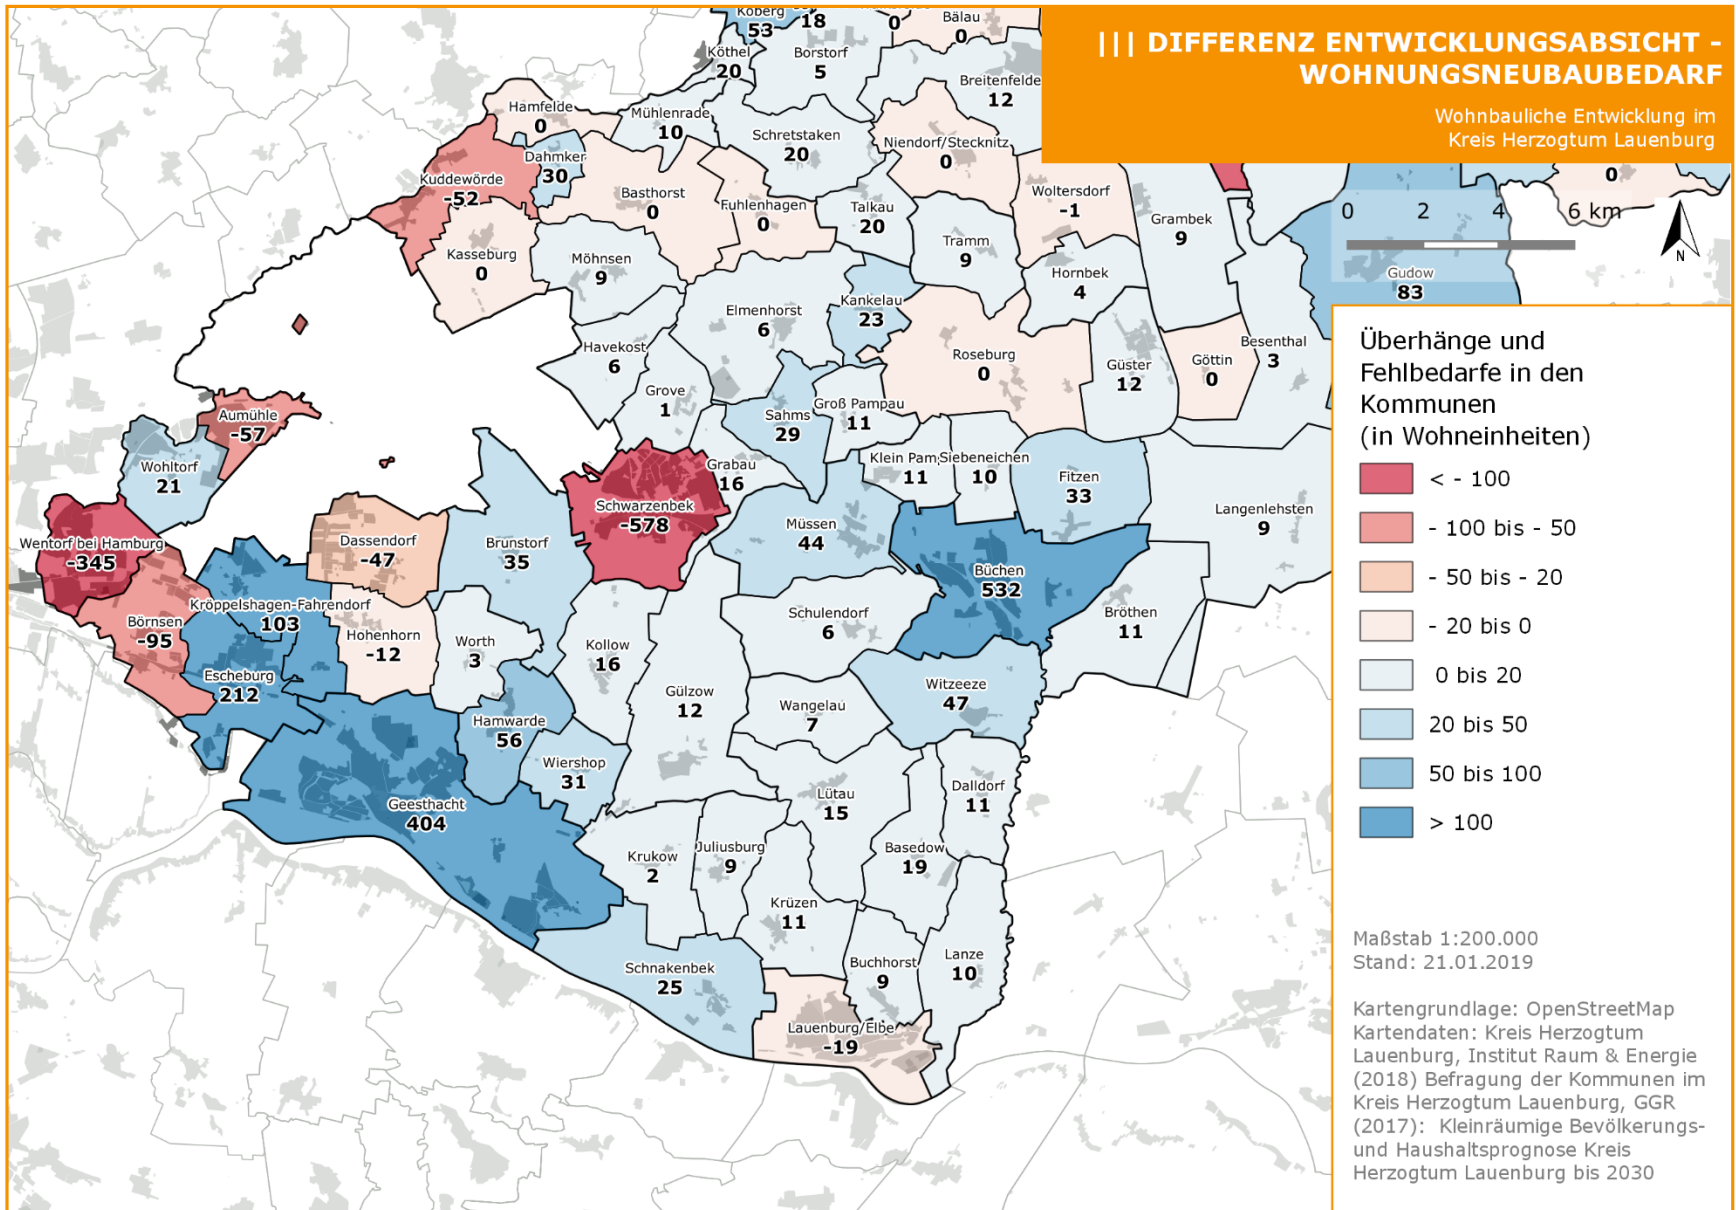 ||| DIFFERENZ ENTWICKLUNGSABSICHT -
WOHNUNGSNEUBAUBEDARF
Wohnbauliche Entwicklung im
Kreis Herzogtum Lauenburg
Koberg
53
18
0
Bälau
0
Köthel
20
Borstorf
5
Breitenfelde
12
Hamfelde
0
Mühlenrade
10
Schretstaken
20
Niendorf/Stecknitz
0
Dahmker
30
Kuddewörde
-52
Basthorst
0
Fuhlenhagen
0
Talkau
20
Woltersdorf
-1
Grambek
9
0
0 2 4 6 km
N
Kasseburg
0
Möhnsen
9
Tramm
9
Hornbek
4
Gudow
83
Elmenhorst
6
Kankelau
23
Havekost
6
Roseburg
0
Güster
12
Göttin
0
Besenthal
3
Grove
1
Aumühle
-57
Sahms
29
Groß Pampau
11
Wohltorf
21
Grabau
16
Klein Pam
11
Siebeneichen
10
Fitzen
33
Schwarzenbek
-578
Langenlehsten
9
Wentorf bei Hamburg
-345
Dassendorf
-47
Brunstorf
35
Müssen
44
Büchen
532
Kröppelshagen-Fahrendorf
103
Börnsen
-95
Hohenhorn
-12
Worth
3
Kollow
16
Schulendorf
6
Bröthen
11
Escheburg
212
Gülzow
12
Wangelau
7
Witzeeze
47
Hamwarde
56
Wiershop
31
Geesthacht
404
Lütau
15
Dalldorf
11
Krukow
2
Juliusburg
9
Basedow
19
Krüzen
11
Schnakenbek
25
Buchhorst
9
Lanze
10
Lauenburg/Elbe
-19
Überhänge und
Fehlbedarfe in den
Kommunen
(in Wohneinheiten)
< - 100
- 100 bis - 50
- 50 bis - 20
- 20 bis 0
0 bis 20
20 bis 50
50 bis 100
> 100
Maßstab 1:200.000
Stand: 21.01.2019
Kartengrundlage: OpenStreetMap
Kartendaten: Kreis Herzogtum
Lauenburg, Institut Raum & Energie
(2018) Befragung der Kommunen im
Kreis Herzogtum Lauenburg, GGR
(2017):  Kleinräumige Bevölkerungs-
und Haushaltsprognose Kreis
Herzogtum Lauenburg bis 2030